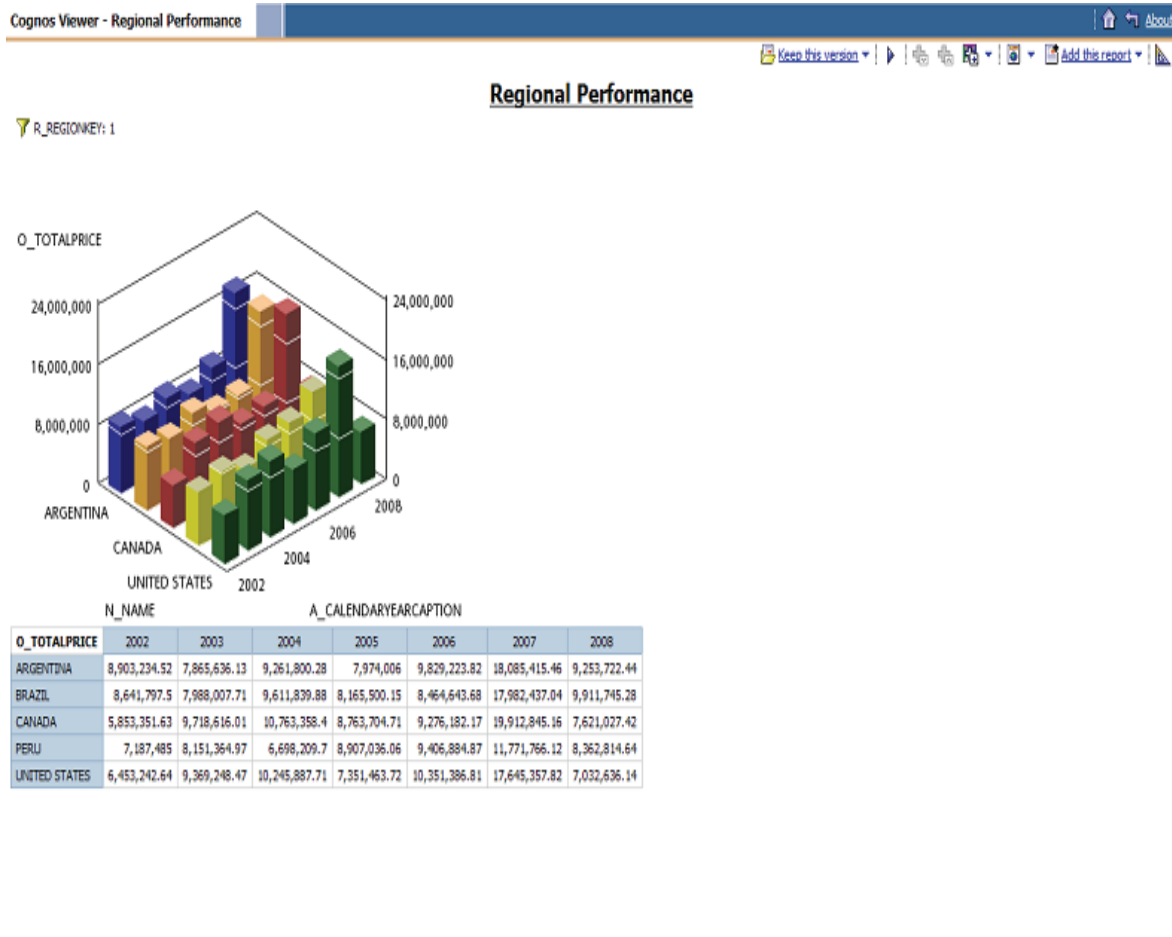 Cognos Viewer - Regional Performance About
Keep this version Add this report
Regional Performance
R_REGIONKEY: 1
O_TOTALPRICE
24,000,000 24,000,000
16,000,000 16,000,000
8,000,000 8,000,000
0 0
ARGENTINA 2008
CANADA 2006
2004
UNITED STATES 2002
N_NAME A_CALENDARYEARCAPTION
O_TOTALPRICE 2002 2003 2004 2005 2006 2007 2008
ARGENTINA 8,903,234.52 7,865,636.13 9,261,800.28 7,974,006 9,829,223.82 18,085,415.46 9,253,722.44
BRAZIL 8,641,797.5 7,988,007.71 9,611,839.88 8,165,500.15 8,464,643.68 17,982,437.04 9,911,745.28
CANADA 5,853,351.63 9,718,616.01 10,763,358.4 8,763,704.71 9,276,182.17 19,912,845.16 7,621,027.42
PERU 7,187,485 8,151,364.97 6,698,209.7 8,907,036.06 9,406,884.87 11,771,766.12 8,362,814.64
UNITED STATES 6,453,242.64 9,369,248.47 10,245,887.71 7,351,463.72 10,351,386.81 17,645,357.82 7,032,636.14